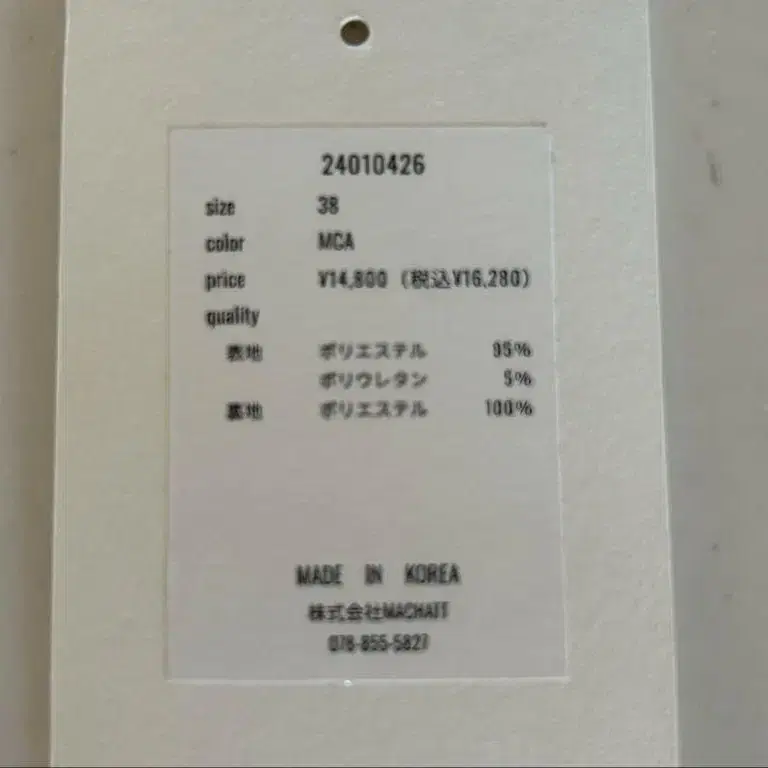 24010426
size 38
color MCA
price ¥14,800 (税込¥16,280)
quality
表地 ポリエステル 95%
ポリウレタン 5%
裏地 ポリエステル 100%
MADE IN KOREA
株式会社MACHATT
078-855-5827